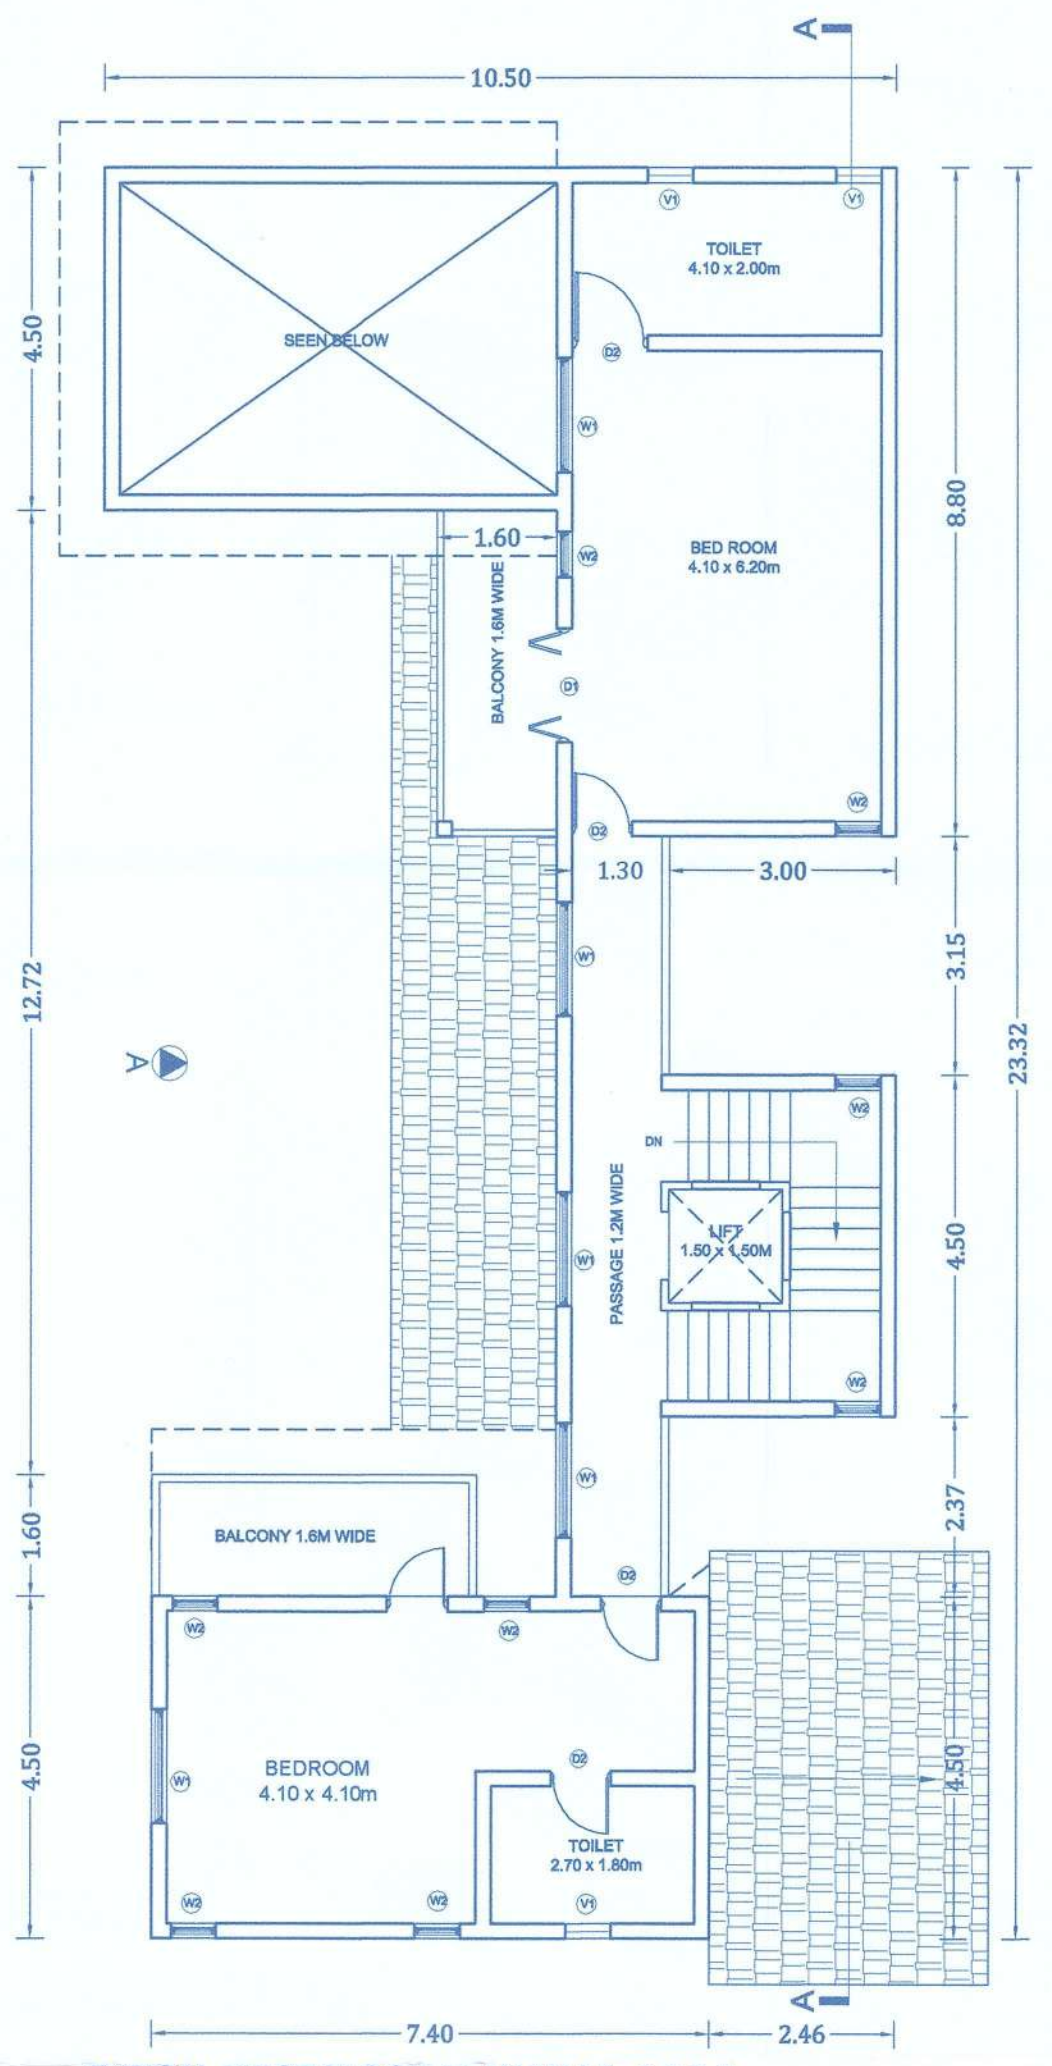 A
10.50
V1
V1
TOILET
4.10 x 2.00m
4.50
SEEN BELOW
D2
W1
8.80
1.60
W2
BED ROOM
4.10 x 6.20m
BALCONY 1.6M WIDE
D1
W2
D2
1.30
3.00
W1
3.15
12.72
23.32
A
W2
DN
PASSAGE 1.2M WIDE
LIFT
1.50 x 1.50M
4.50
W1
W2
W1
2.37
1.60
BALCONY 1.6M WIDE
D2
W2
W2
D2
BEDROOM
4.10 x 4.10m
W1
4.50
4.50
TOILET
2.70 x 1.80m
W2
W2
V1
A
7.40
2.46